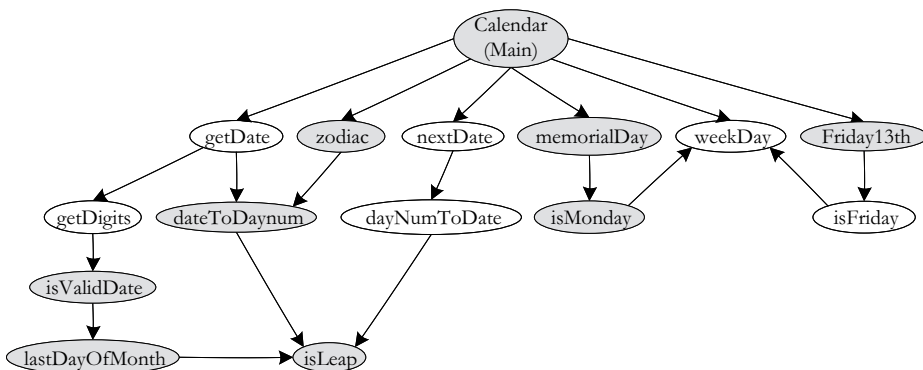 Calendar
(Main)
getDate
zodiac
nextDate
memorialDay
weekDay
Friday13th
getDigits
dateToDaynum
dayNumToDate
isMonday
isFriday
isValidDate
lastDayOfMonth
isLeap